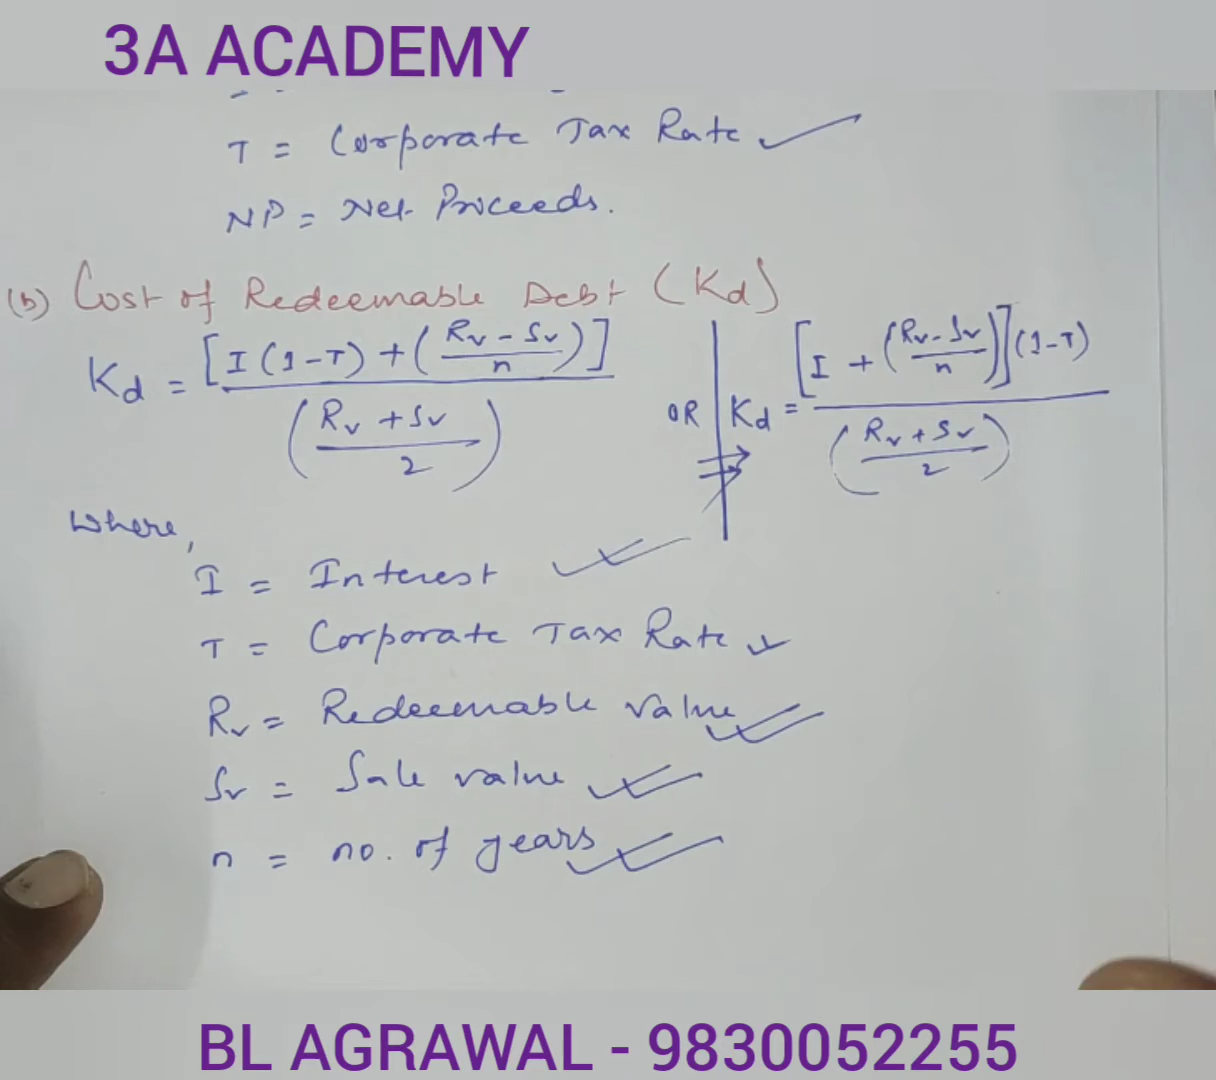 3A ACADEMY
T = Corporate Tax Rate
NP = Net Proceeds.
(b) Cost of Redeemable Debt (Kd)
Kd = [I (1-T) + ((Rv - Sv)/n)] / ((Rv + Sv)/2) OR Kd = [I + ((Rv - Sv)/n)] (1-T) / ((Rv + Sv)/2)
Where,
I = Interest
T = Corporate Tax Rate
Rv = Redeemable value
Sv = Sale value
n = no. of years
BL AGRAWAL - 9830052255